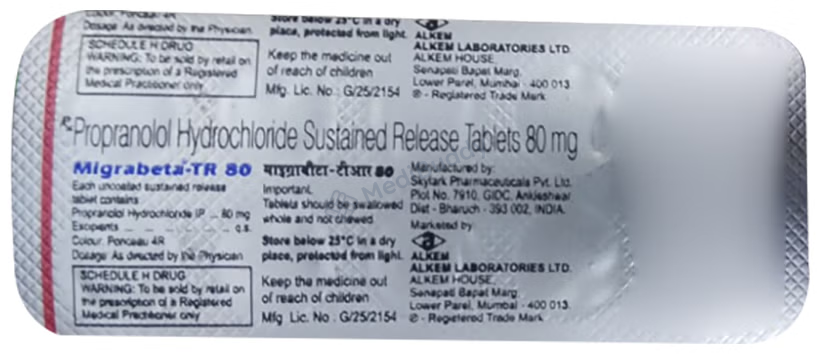 Colour. Ponceau 4R
Dosage: As directed by the Physician.
SCHEDULE H DRUG
WARNING: To be sold by retail on
the prescription of a Registered
Medical Practitioner only
Store below 25°C in a dry
place, protected from light.
Keep the medicine out
of reach of children
Mfg. Lic. No. G/25/2154
ALKEM
ALKEM LABORATORIES LTD.
ALKEM HOUSE,
Senapati Bapat Marg,
Lower Parel, Mumbai - 400 013
® - Registered Trade Mark
Rx Propranolol Hydrochloride Sustained Release Tablets 80 mg
Migrabeta-TR 80 माइग्राबीटा-टीआर 80
Each uncoated sustained release
tablet contains
Propranolol Hydrochloride IP ... 80 mg
Excipients ... q.s.
Colour. Ponceau 4R
Dosage: As directed by the Physician
SCHEDULE H DRUG
WARNING: To be sold by retail on
the prescription of a Registered
Medical Practitioner only
Important.
Tablets should be swallowed
whole and not chewed.
Store below 25°C in a dry
place, protected from light.
Keep the medicine out
of reach of children
Mfg. Lic. No. G/25/2154
Manufactured by:
Skylark Pharmaceuticals Pvt. Ltd.
Plot No. 7910, GIDC, Ankleshwar
Dist - Bharuch - 393 002, INDIA.
Marketed by
ALKEM
ALKEM LABORATORIES LTD.
ALKEM HOUSE,
Senapati Bapat Marg,
Lower Parel, Mumbai - 400 013.
® - Registered Trade Mark